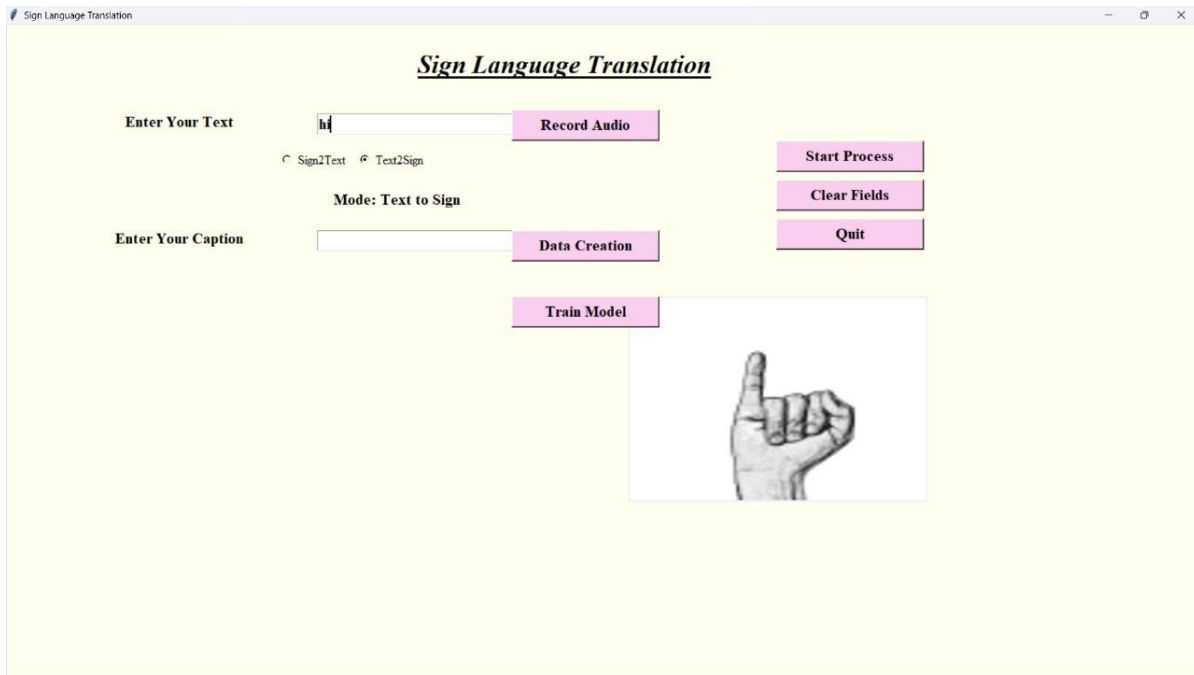 Sign Language Translation
Sign Language Translation
Enter Your Text hi Record Audio
Sign2Text Text2Sign
Start Process
Mode: Text to Sign
Clear Fields
Enter Your Caption Data Creation
Quit
Train Model